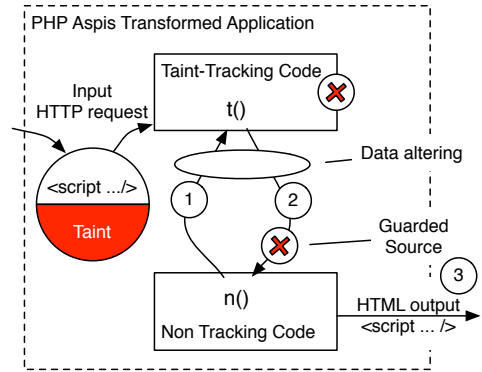 PHP Aspis Transformed Application
Taint-Tracking Code
t()
Input
HTTP request
<script .../>
Taint
Data altering
1
2
Guarded
Source
3
n()
Non Tracking Code
HTML output
<script ... />